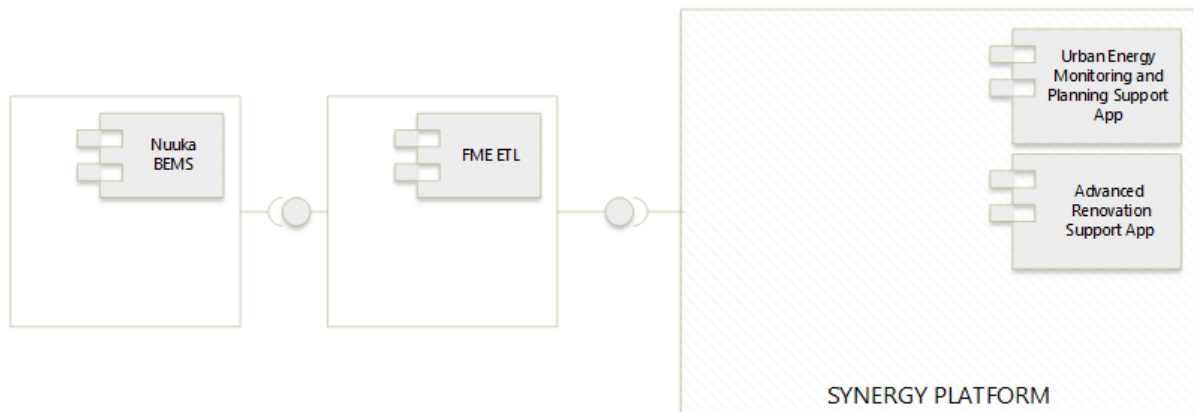 Nuuka
BEMS
FME ETL
Urban Energy
Monitoring and
Planning Support
App
Advanced
Renovation
Support App
SYNERGY PLATFORM